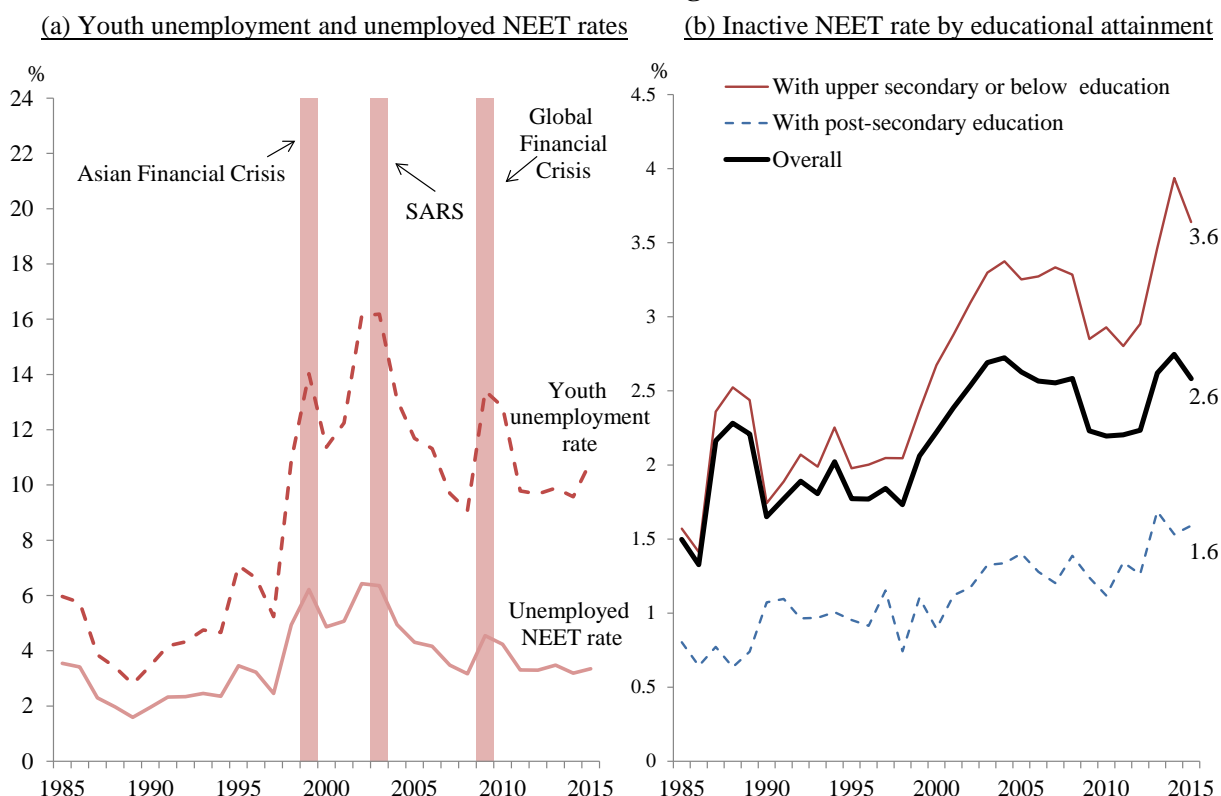 (a) Youth unemployment and unemployed NEET rates
%
24
22
20
18
16
14
12
10
8
6
4
2
0
Asian Financial Crisis
SARS
Global
Financial
Crisis
Youth
unemployment
rate
Unemployed
NEET rate
1985 1990 1995 2000 2005 2010 2015
(b) Inactive NEET rate by educational attainment
%
4.5
4
3.5
3
2.5
2
1.5
1
0.5
0
With upper secondary or below education
With post-secondary education
Overall
3.6
2.6
1.6
1985 1990 1995 2000 2005 2010 2015